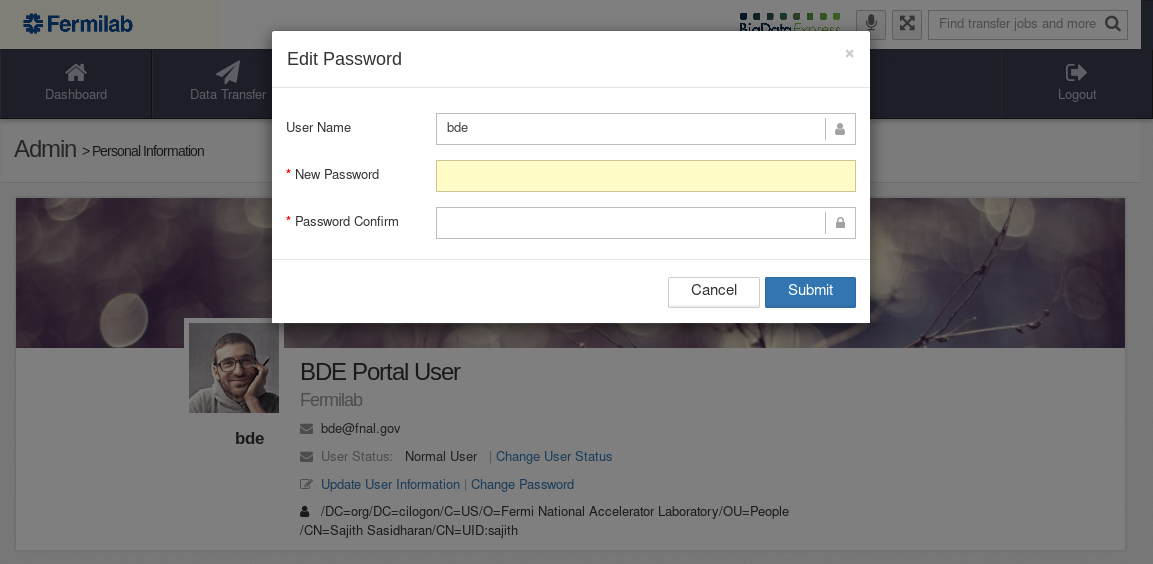 Fermilab
BigData Express
Find transfer jobs and more
Edit Password
×
Dashboard
Data Transfer
Logout
User Name
bde
Admin > Personal Information
* New Password
* Password Confirm
Cancel
Submit
BDE Portal User
Fermilab
bde@fnal.gov
bde
User Status: Normal User | Change User Status
Update User Information | Change Password
/DC=org/DC=cilogon/C=US/O=Fermi National Accelerator Laboratory/OU=People
/CN=Sajith Sasidharan/CN=UID:sajith